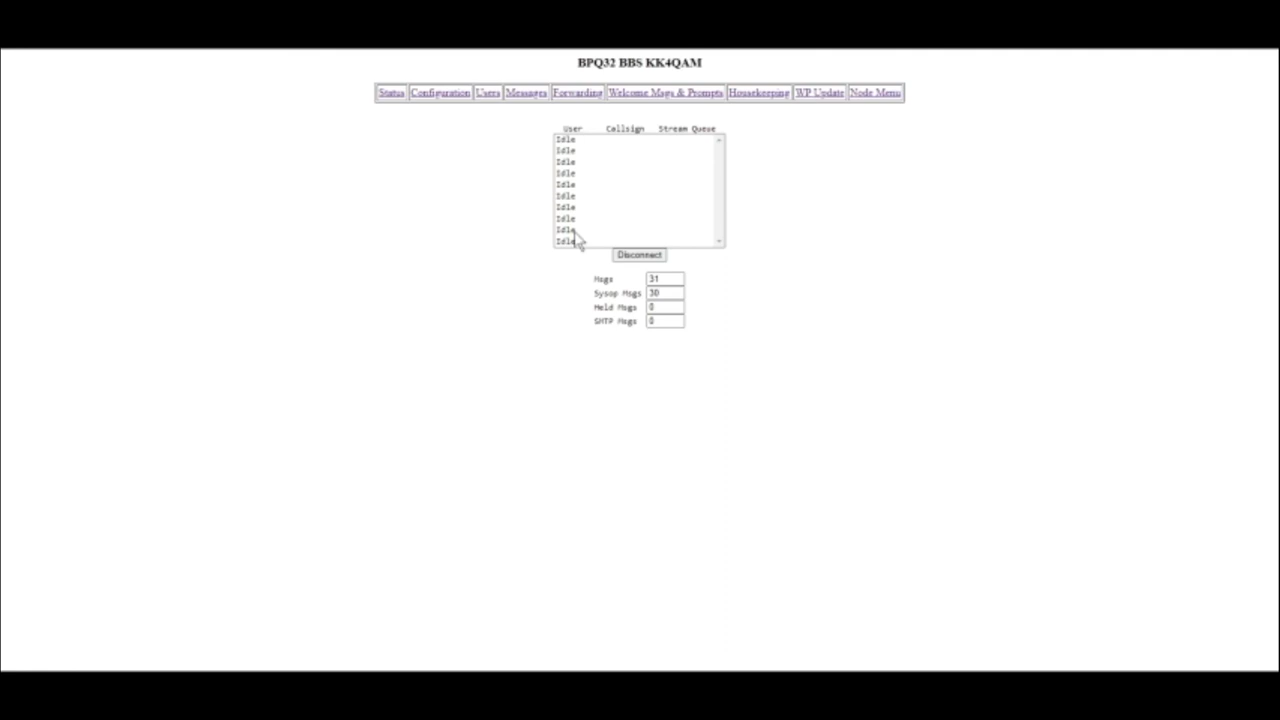 BPQ32 BBS KK4QAM
Status Configuration Users Messages Forwarding Welcome Msgs & Prompts Housekeeping WP Update Node Menu
User Callsign Stream Queue
Idle
Idle
Idle
Idle
Idle
Idle
Idle
Idle
Idle
Idle
Disconnect
Msgs 31
Sysop Msgs 30
Held Msgs 0
SMTP Msgs 0